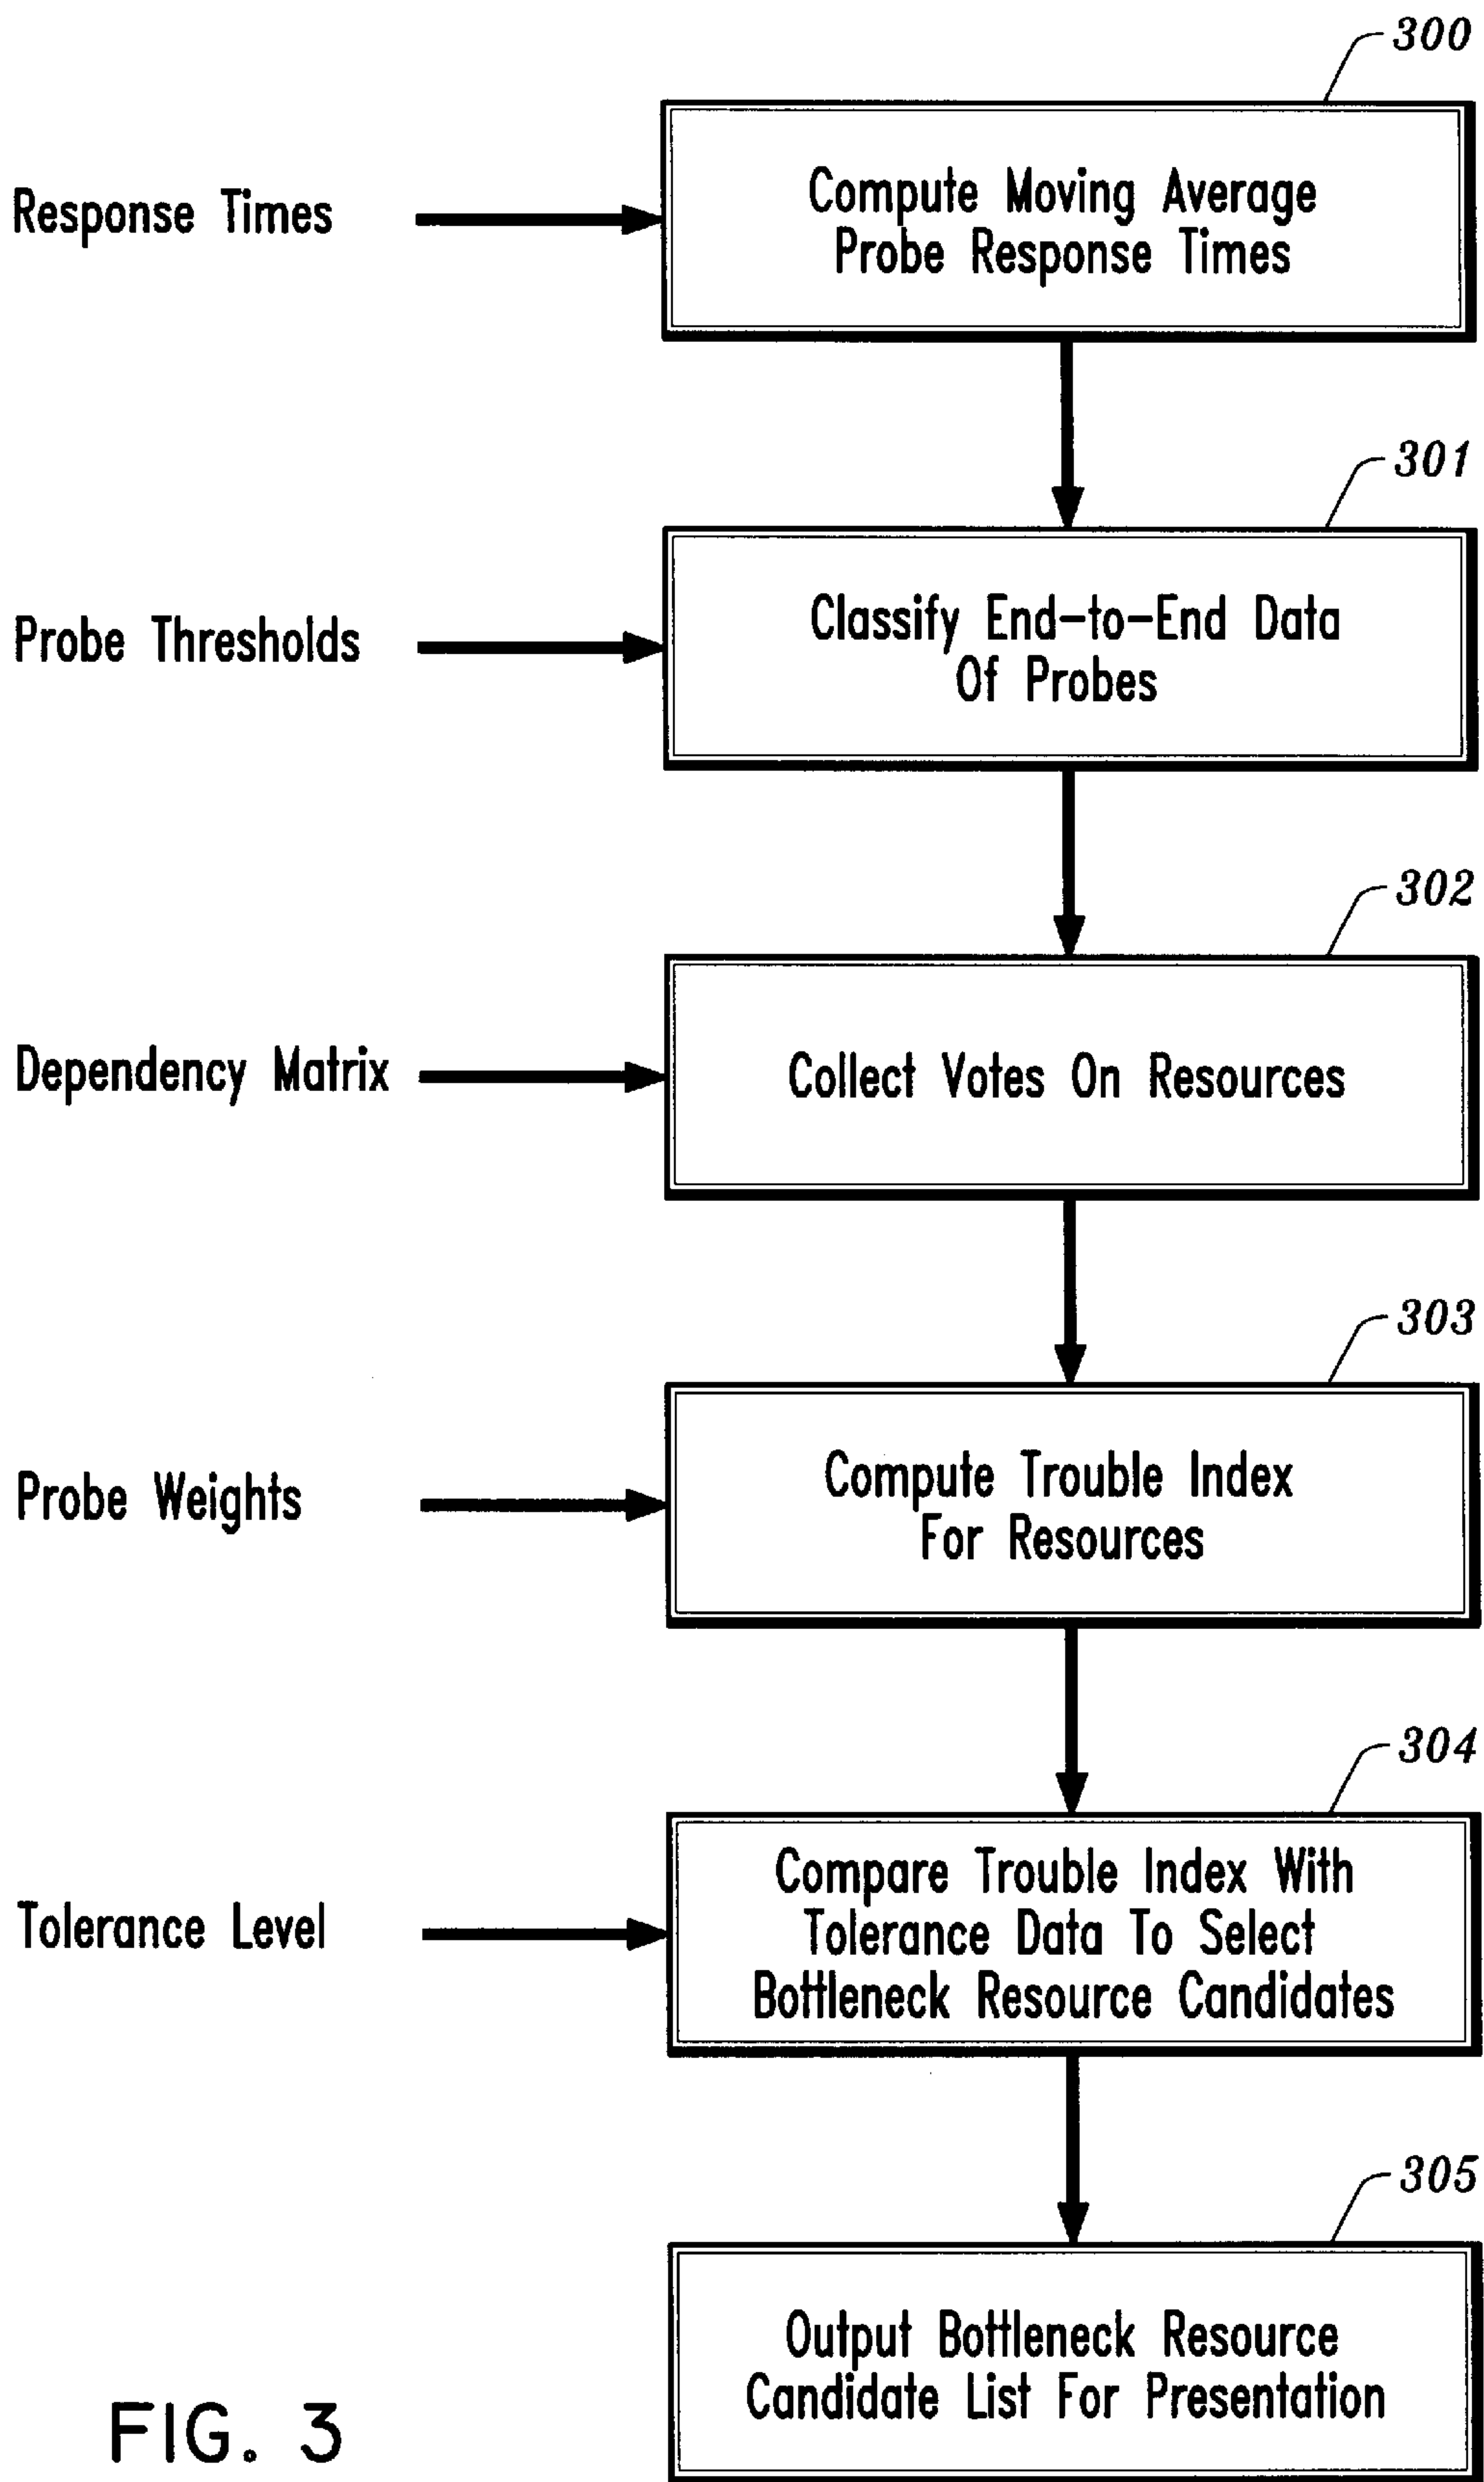 300
Response Times
Compute Moving Average
Probe Response Times
301
Probe Thresholds
Classify End-to-End Data
Of Probes
302
Dependency Matrix
Collect Votes On Resources
303
Probe Weights
Compute Trouble Index
For Resources
304
Tolerance Level
Compare Trouble Index With
Tolerance Data To Select
Bottleneck Resource Candidates
305
Output Bottleneck Resource
Candidate List For Presentation
FIG. 3